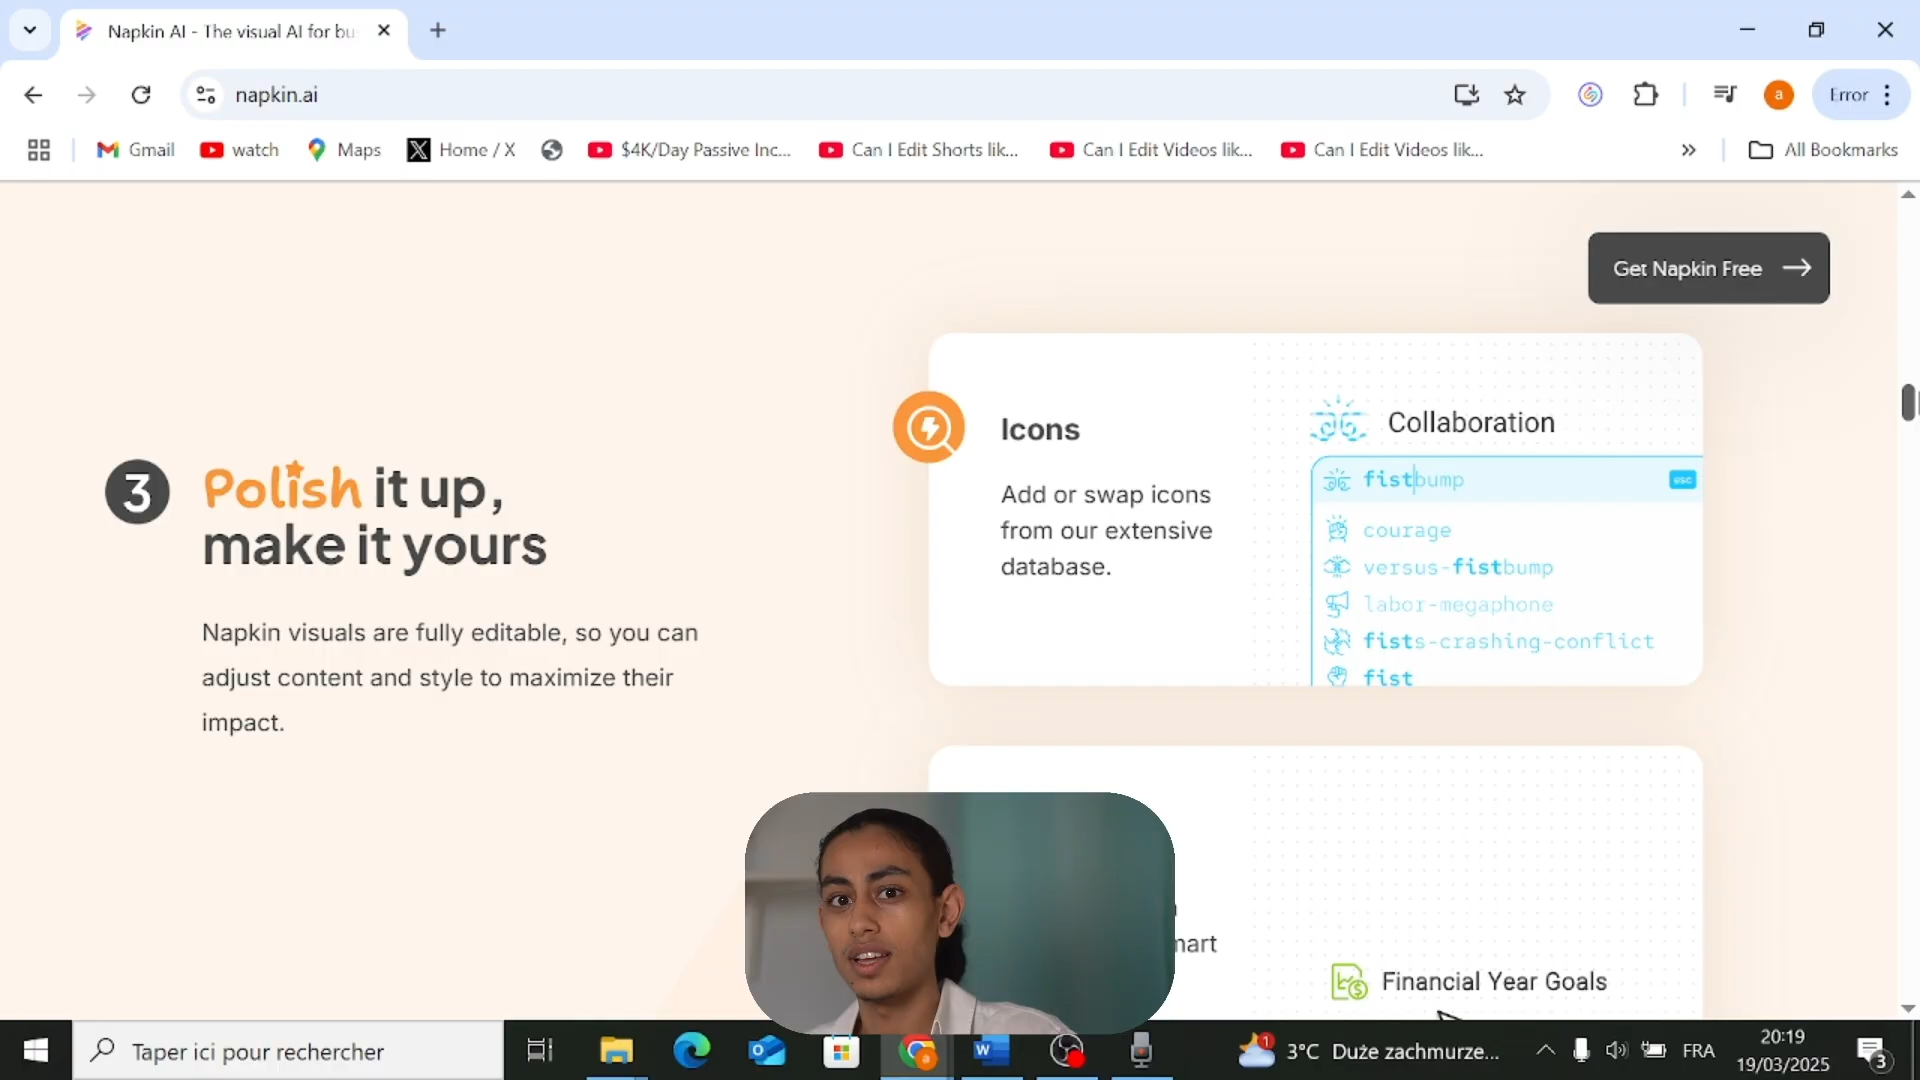 Napkin AI - The visual AI for bu
napkin.ai
a
Error
Gmail
watch
Maps
Home / X
$4K/Day Passive Inc...
Can I Edit Shorts lik...
Can I Edit Videos lik...
Can I Edit Videos lik...
All Bookmarks
Get Napkin Free
3
Polish it up,
make it yours
Napkin visuals are fully editable, so you can
adjust content and style to maximize their
impact.
Icons
Add or swap icons
from our extensive
database.
Collaboration
fistbump
esc
courage
versus-fistbump
labor-megaphone
fists-crashing-conflict
fist
Financial Year Goals
Taper ici pour rechercher
1
3°C Duże zachmurze...
FRA
20:19
19/03/2025
3